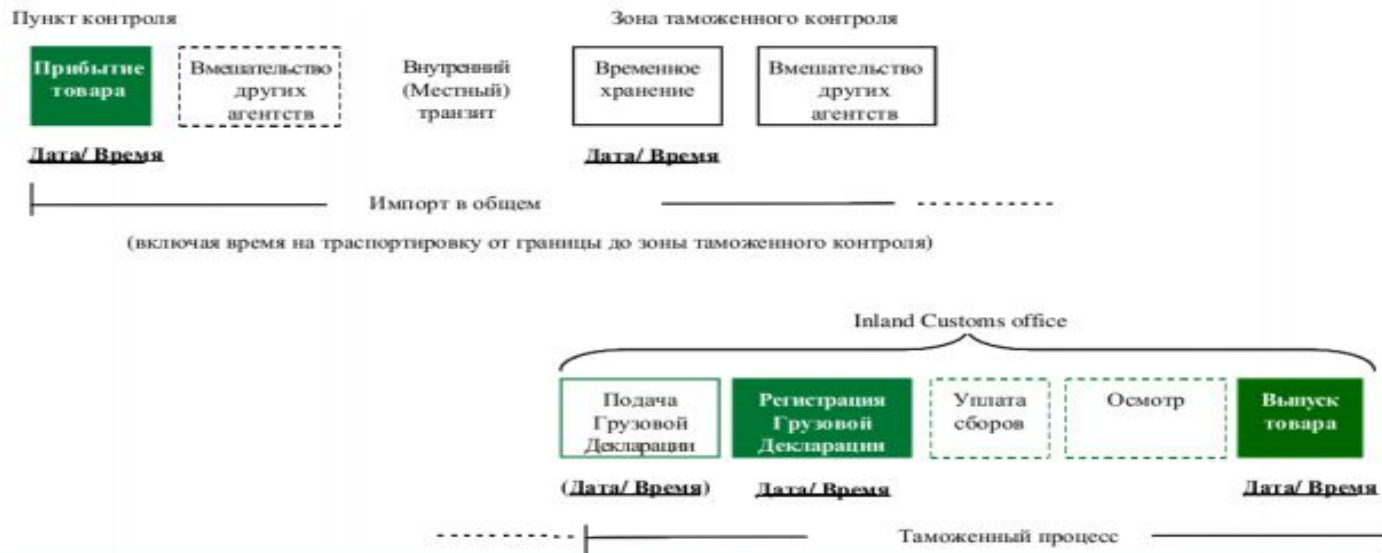 Пункт контроля
Зона таможенного контроля
Прибытие
товара
Вмешательство
других
агентств
Внутренний
(Местный)
транзит
Временное
хранение
Вмешательство
других
агентств
Дата/ Время
Дата/ Время
Импорт в общем
(включая время на траспортировку от границы до зоны таможенного контроля)
Inland Customs office
Подача
Грузовой
Декларации
Регистрация
Грузовой
Декларации
Уплата
сборов
Осмотр
Выпуск
товара
(Дата/ Время)
Дата/ Время
Дата/ Время
Таможенный процесс